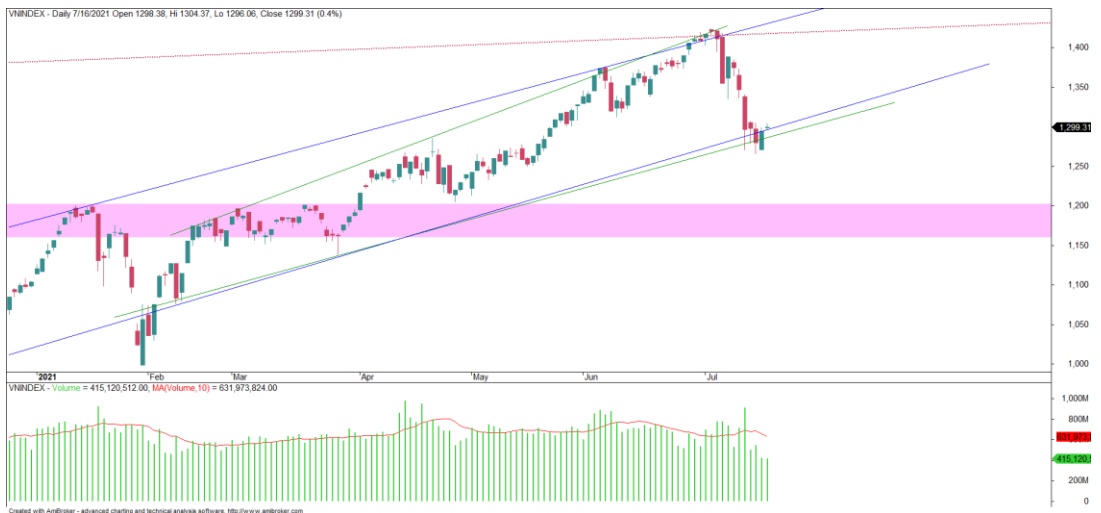 VNINDEX - Daily 7/16/2021 Open 1298.38, Hi 1304.37, Lo 1296.06, Close 1299.31 (0.4%)
1,400
1,350
1,299.31
1,250
1,200
1,150
1,100
1,050
1,000
2021 Feb Mar Apr May Jun Jul
VNINDEX - Volume = 415,120,512.00, MA(Volume,10) = 631,973,824.00
1,000M
800M
631,973,8
415,120,5
200M
0
Created with AmiBroker - advanced charting and technical analysis software. http://www.amibroker.com